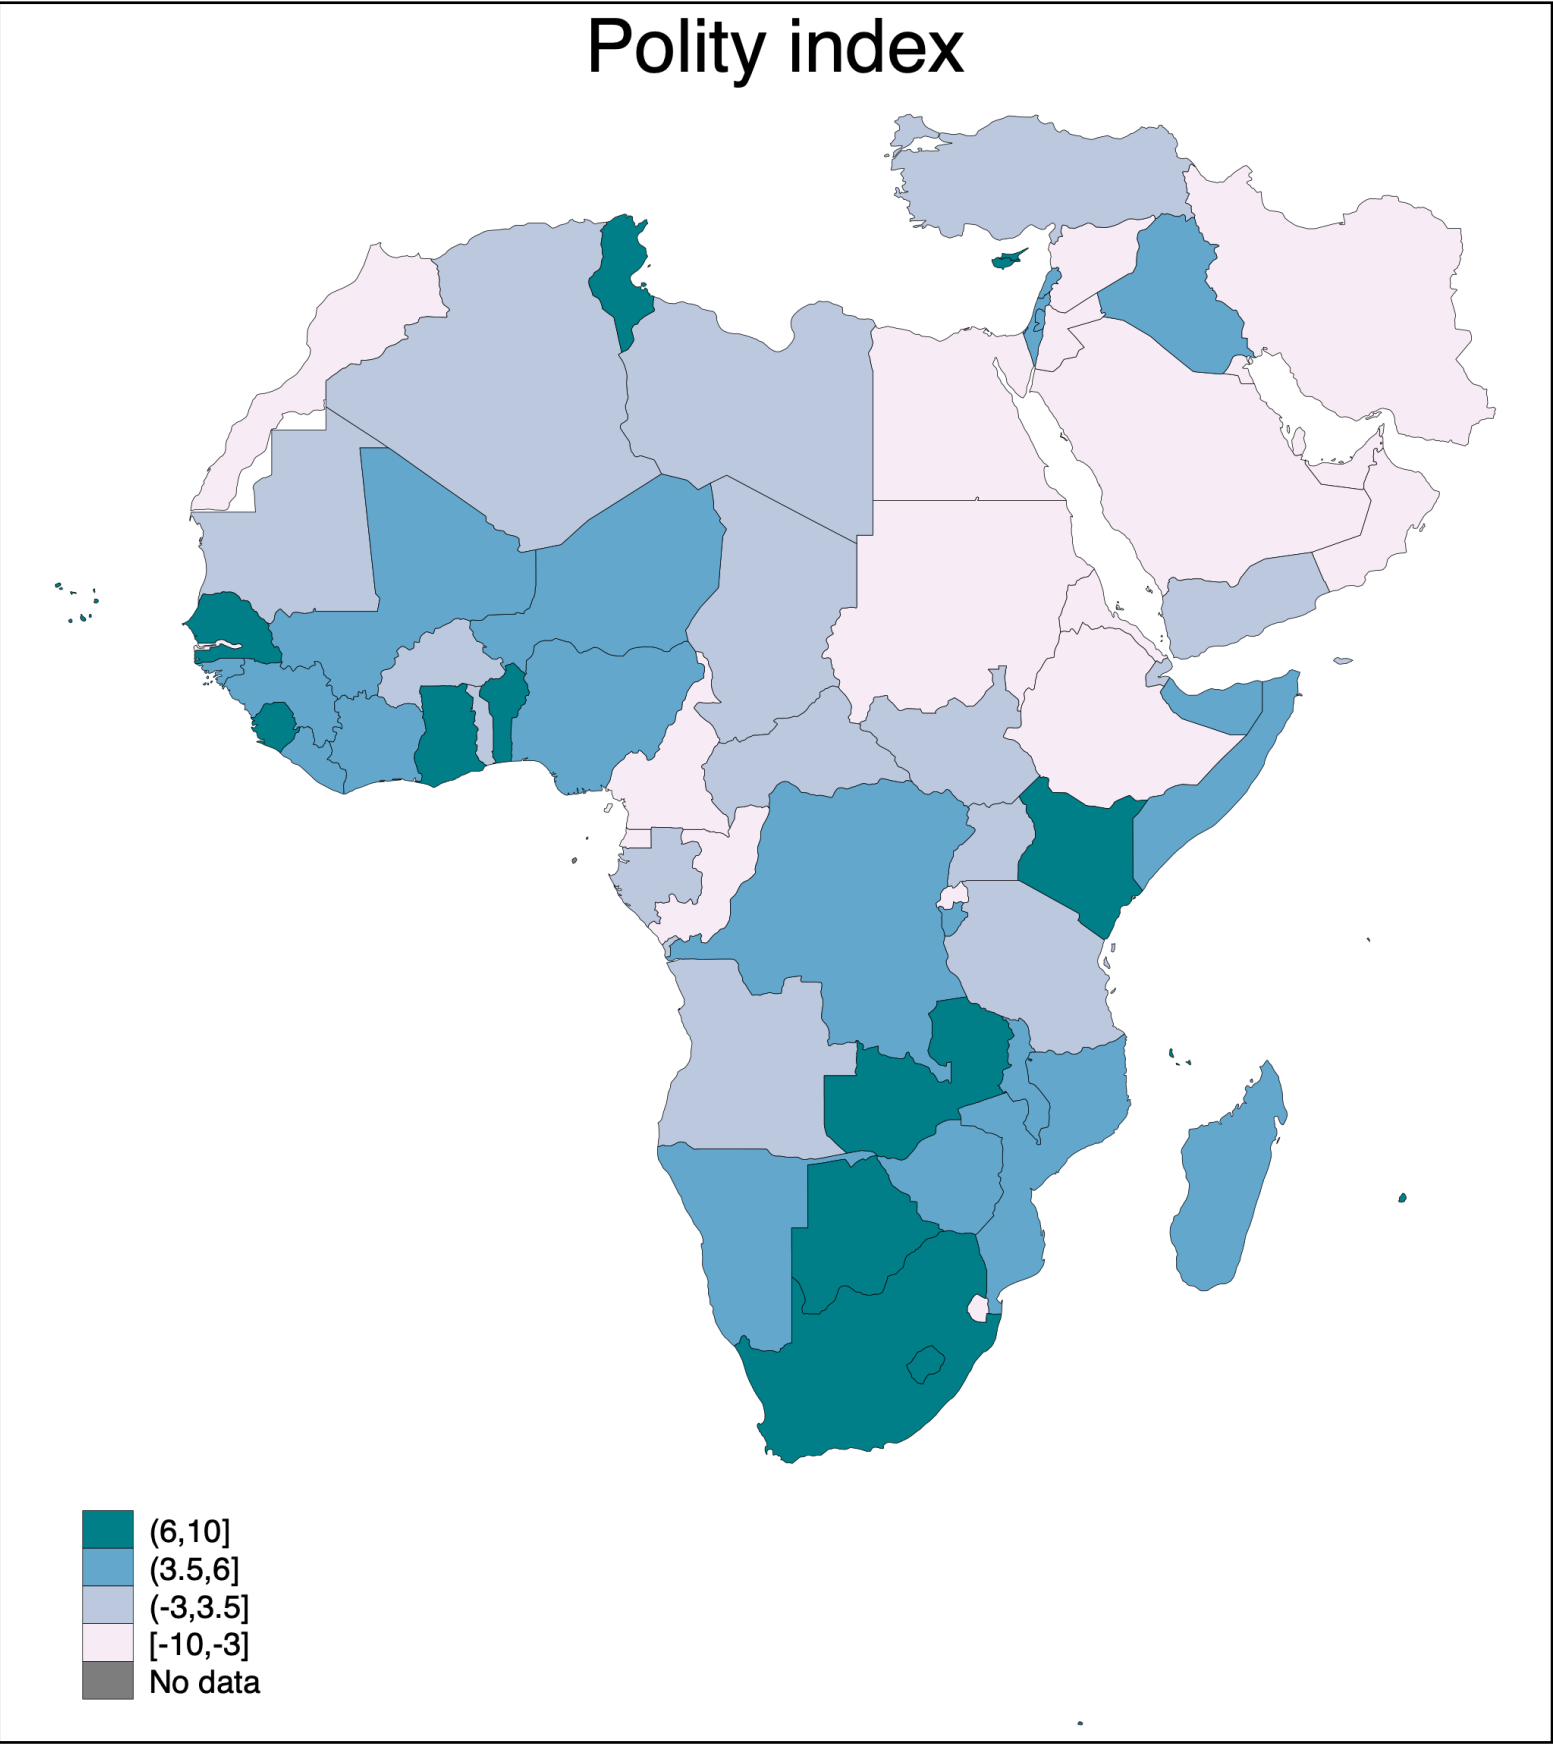 Polity index
(6,10]
(3.5,6]
(-3,3.5]
[-10,-3]
No data